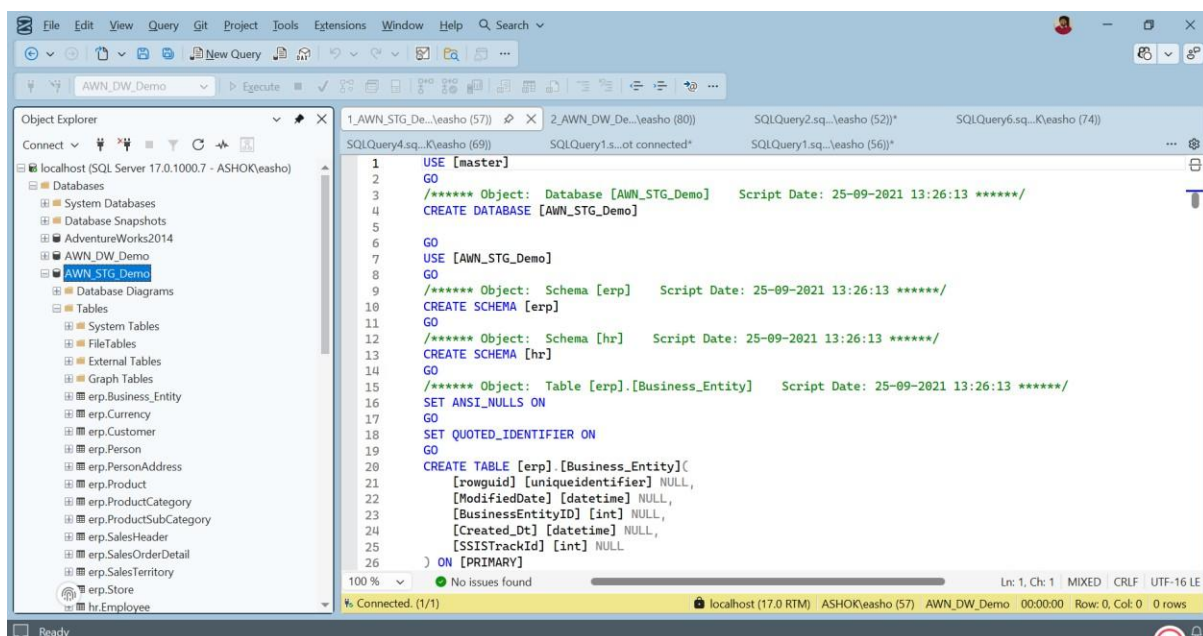 File Edit View Query Git Project Tools Extensions Window Help Search
New Query
AWN_DW_Demo Execute
Object Explorer
1_AWN_STG_De...\easho (57)) 2_AWN_DW_De...\easho (80)) SQLQuery2.sq...\easho (52))* SQLQuery6.sq...K\easho (74))
Connect
SQLQuery4.sq...K\easho (69)) SQLQuery1.s...ot connected* SQLQuery1.sq...\easho (56))*
localhost (SQL Server 17.0.1000.7 - ASHOK\easho)
Databases
System Databases
Database Snapshots
AdventureWorks2014
AWN_DW_Demo
AWN_STG_Demo
Database Diagrams
Tables
System Tables
FileTables
External Tables
Graph Tables
erp.Business_Entity
erp.Currency
erp.Customer
erp.Person
erp.PersonAddress
erp.Product
erp.ProductCategory
erp.ProductSubCategory
erp.SalesHeader
erp.SalesOrderDetail
erp.SalesTerritory
erp.Store
hr.Employee
1 USE [master]
2 GO
3 /****** Object: Database [AWN_STG_Demo] Script Date: 25-09-2021 13:26:13 ******/
4 CREATE DATABASE [AWN_STG_Demo]
5
6 GO
7 USE [AWN_STG_Demo]
8 GO
9 /****** Object: Schema [erp] Script Date: 25-09-2021 13:26:13 ******/
10 CREATE SCHEMA [erp]
11 GO
12 /****** Object: Schema [hr] Script Date: 25-09-2021 13:26:13 ******/
13 CREATE SCHEMA [hr]
14 GO
15 /****** Object: Table [erp].[Business_Entity] Script Date: 25-09-2021 13:26:13 ******/
16 SET ANSI_NULLS ON
17 GO
18 SET QUOTED_IDENTIFIER ON
19 GO
20 CREATE TABLE [erp].[Business_Entity](
21 [rowguid] [uniqueidentifier] NULL,
22 [ModifiedDate] [datetime] NULL,
23 [BusinessEntityID] [int] NULL,
24 [Created_Dt] [datetime] NULL,
25 [SSISTrackId] [int] NULL
26 ) ON [PRIMARY]
100 % No issues found Ln: 1, Ch: 1 MIXED CRLF UTF-16 LE
Connected. (1/1) localhost (17.0 RTM) ASHOK\easho (57) AWN_DW_Demo 00:00:00 Row: 0, Col: 0 0 rows
Ready